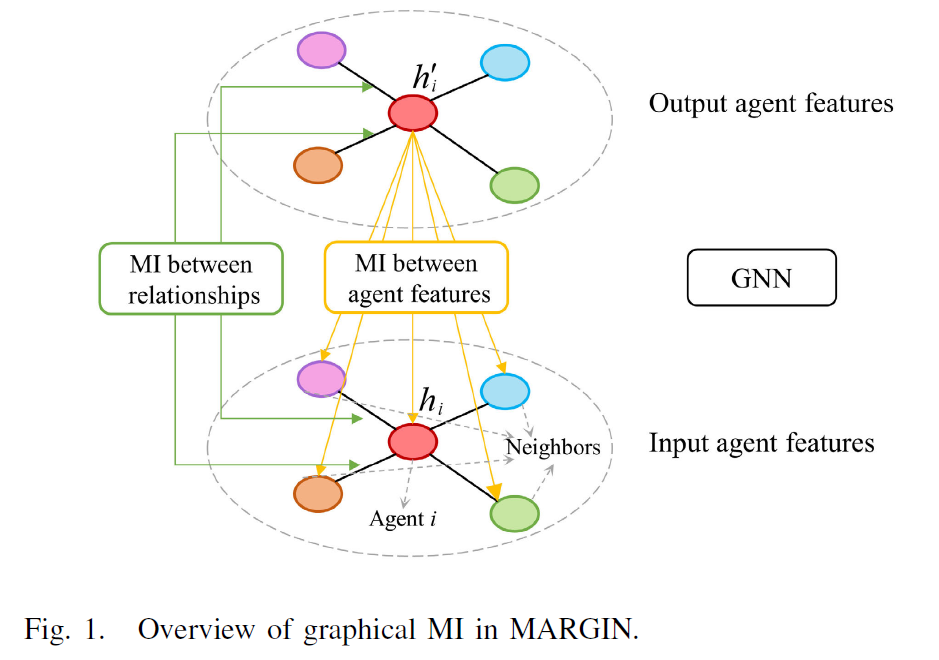 h′ᵢ
Output agent features
MI between
relationships
MI between
agent features
GNN
hᵢ
Neighbors
Input agent features
Agent i
Fig. 1. Overview of graphical MI in MARGIN.